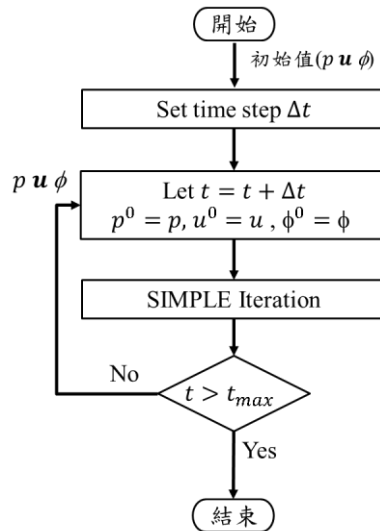 開始
初始值(p u ϕ)
Set time step Δt
p u ϕ
Let t = t + Δt
p⁰ = p, u⁰ = u , ϕ⁰ = ϕ
SIMPLE Iteration
No
t > tₘₐₓ
Yes
結束